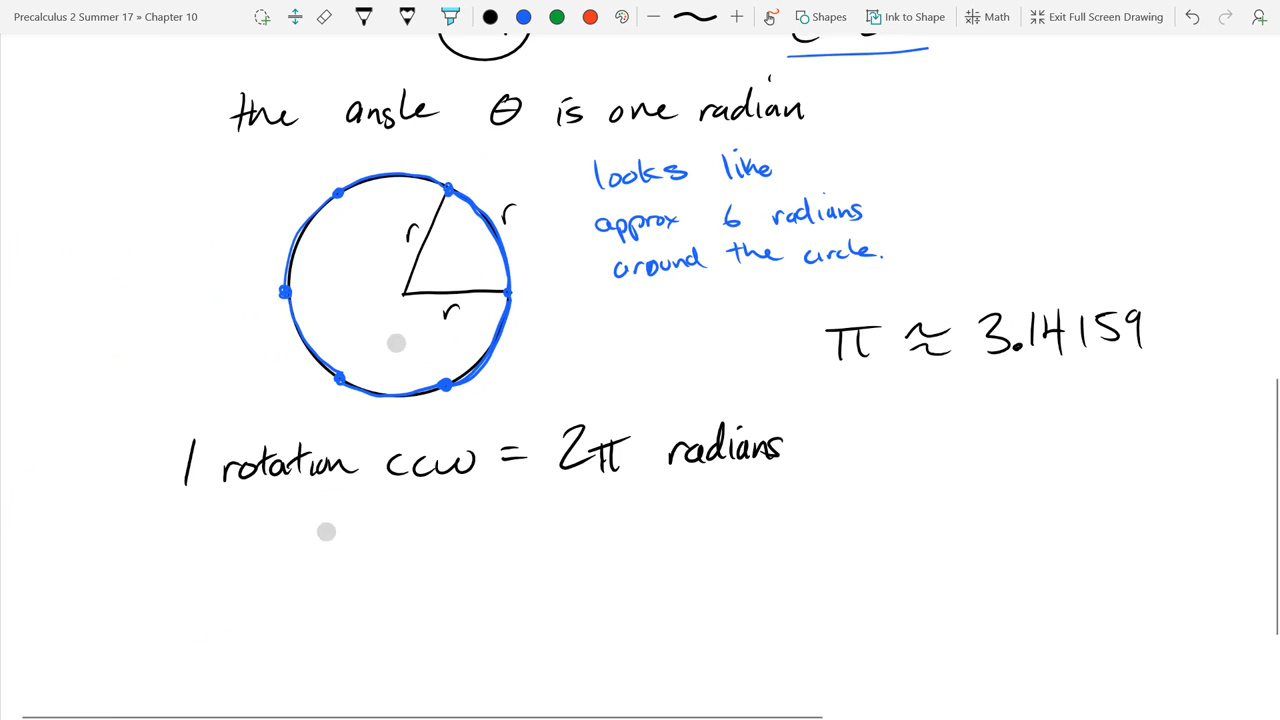 Precalculus 2 Summer 17 » Chapter 10
Shapes
Ink to Shape
Math
Exit Full Screen Drawing
the angle θ is one radian
looks like
approx 6 radians
around the circle.
r
r
r
π ≈ 3.14159
1 rotation ccw = 2π radians